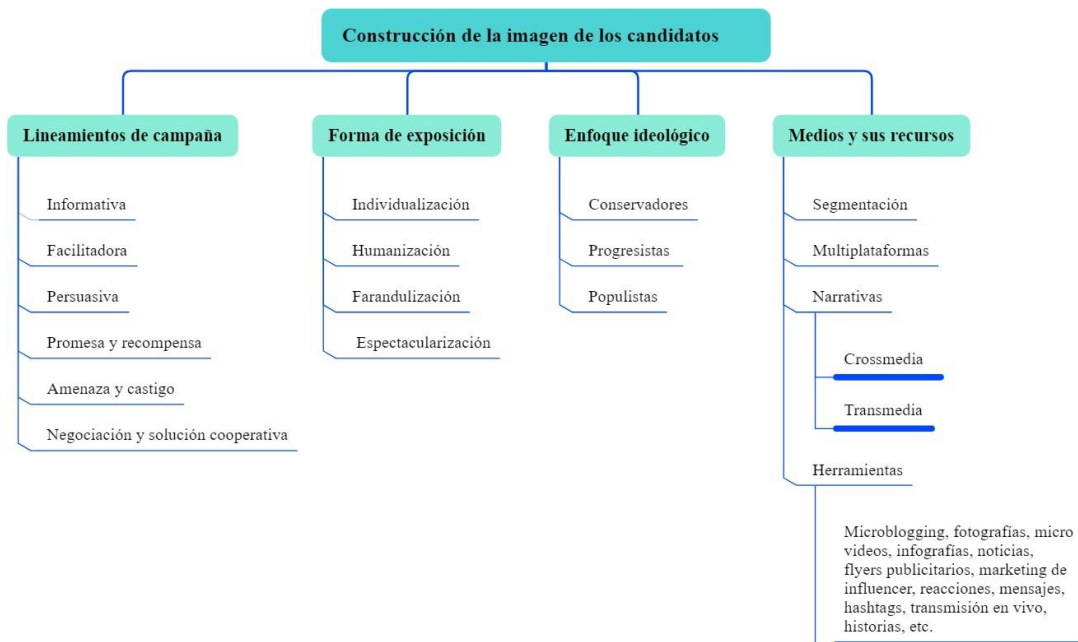 Construcción de la imagen de los candidatos
Lineamientos de campaña
Informativa
Facilitadora
Persuasiva
Promesa y recompensa
Amenaza y castigo
Negociación y solución cooperativa
Forma de exposición
Individualización
Humanización
Farandulización
Espectacularización
Enfoque ideológico
Conservadores
Progresistas
Populistas
Medios y sus recursos
Segmentación
Multiplataformas
Narrativas
Crossmedia
Transmedia
Herramientas
Microblogging, fotografías, micro
videos, infografías, noticias,
flyers publicitarios, marketing de
influencer, reacciones, mensajes,
hashtags, transmisión en vivo,
historias, etc.